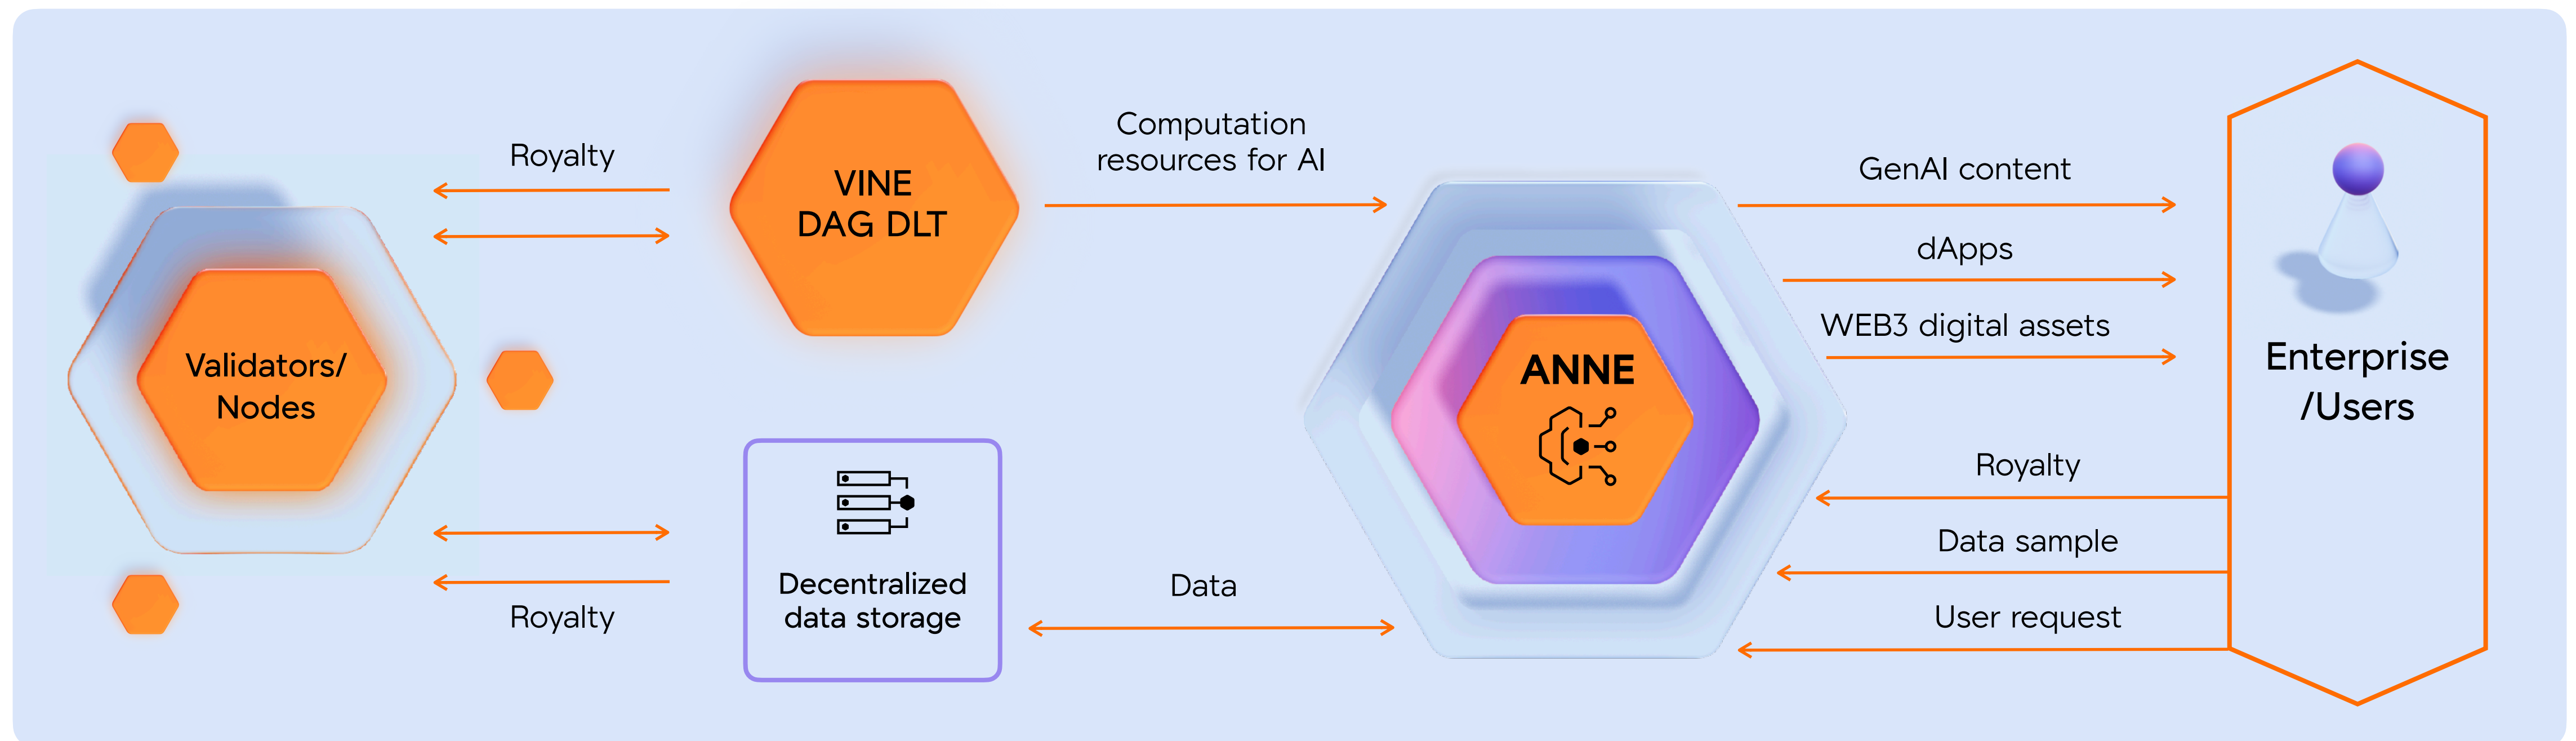 Royalty
VINE
DAG DLT
Computation
resources for AI
GenAI content
dApps
WEB3 digital assets
Validators/
Nodes
ANNE
Enterprise
/Users
Royalty
Data sample
User request
Decentralized
data storage
Royalty
Data